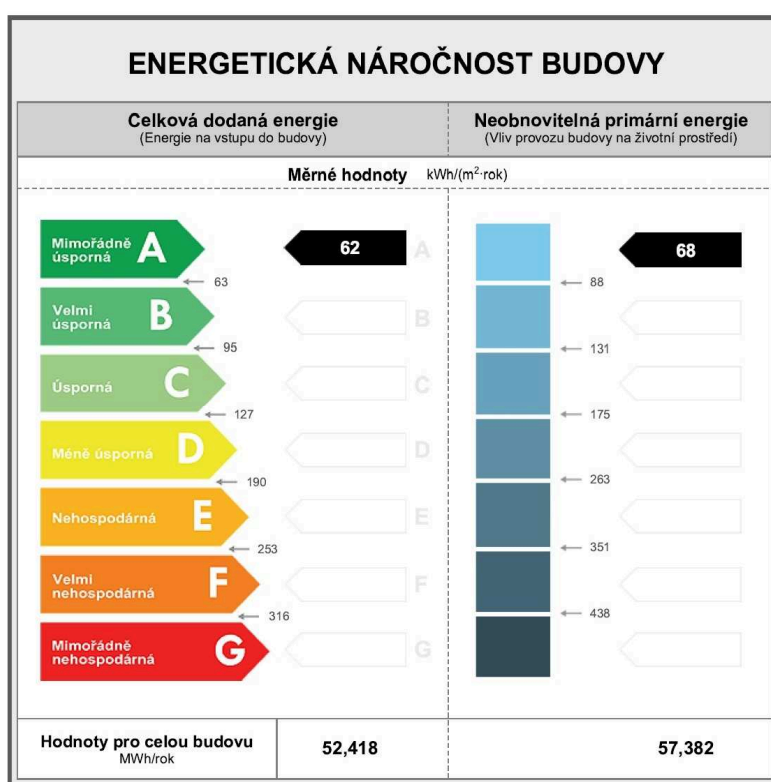 ENERGETICKÁ NÁROČNOST BUDOVY
Celková dodaná energie
(Energie na vstupu do budovy)
Neobnovitelná primární energie
(Vliv provozu budovy na životní prostředí)
Měrné hodnoty kWh/(m²·rok)
Mimořádně
úsporná
A
62
A
68
63
88
Velmi
úsporná
B
B
95
131
Úsporná
C
C
127
175
Méně úsporná
D
D
190
263
Nehospodárná
E
E
253
351
Velmi
nehospodárná
F
F
316
438
Mimořádně
nehospodárná
G
G
Hodnoty pro celou budovu
MWh/rok
52,418
57,382